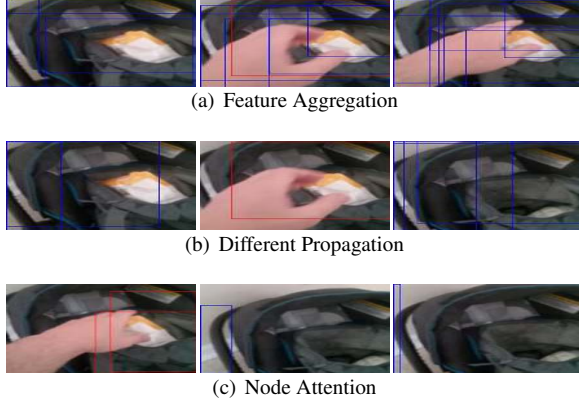 (a) Feature Aggregation
(b) Different Propagation
(c) Node Attention